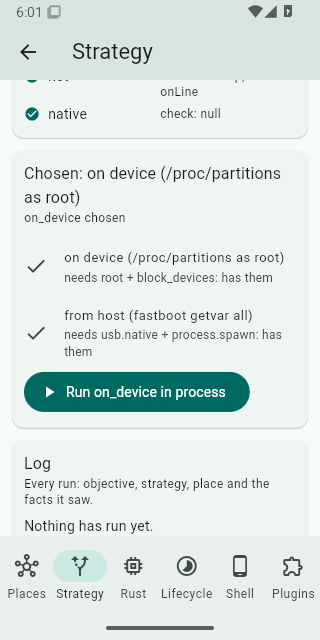 6:01
Strategy
onLine
native
check: null
Chosen: on device (/proc/partitions
as root)
on_device chosen
on device (/proc/partitions as root)
needs root + block_devices: has them
from host (fastboot getvar all)
needs usb.native + process.spawn: has
them
Run on_device in process
Log
Every run: objective, strategy, place and the
facts it saw.
Nothing has run yet.
Places
Strategy
Rust
Lifecycle
Shell
Plugins